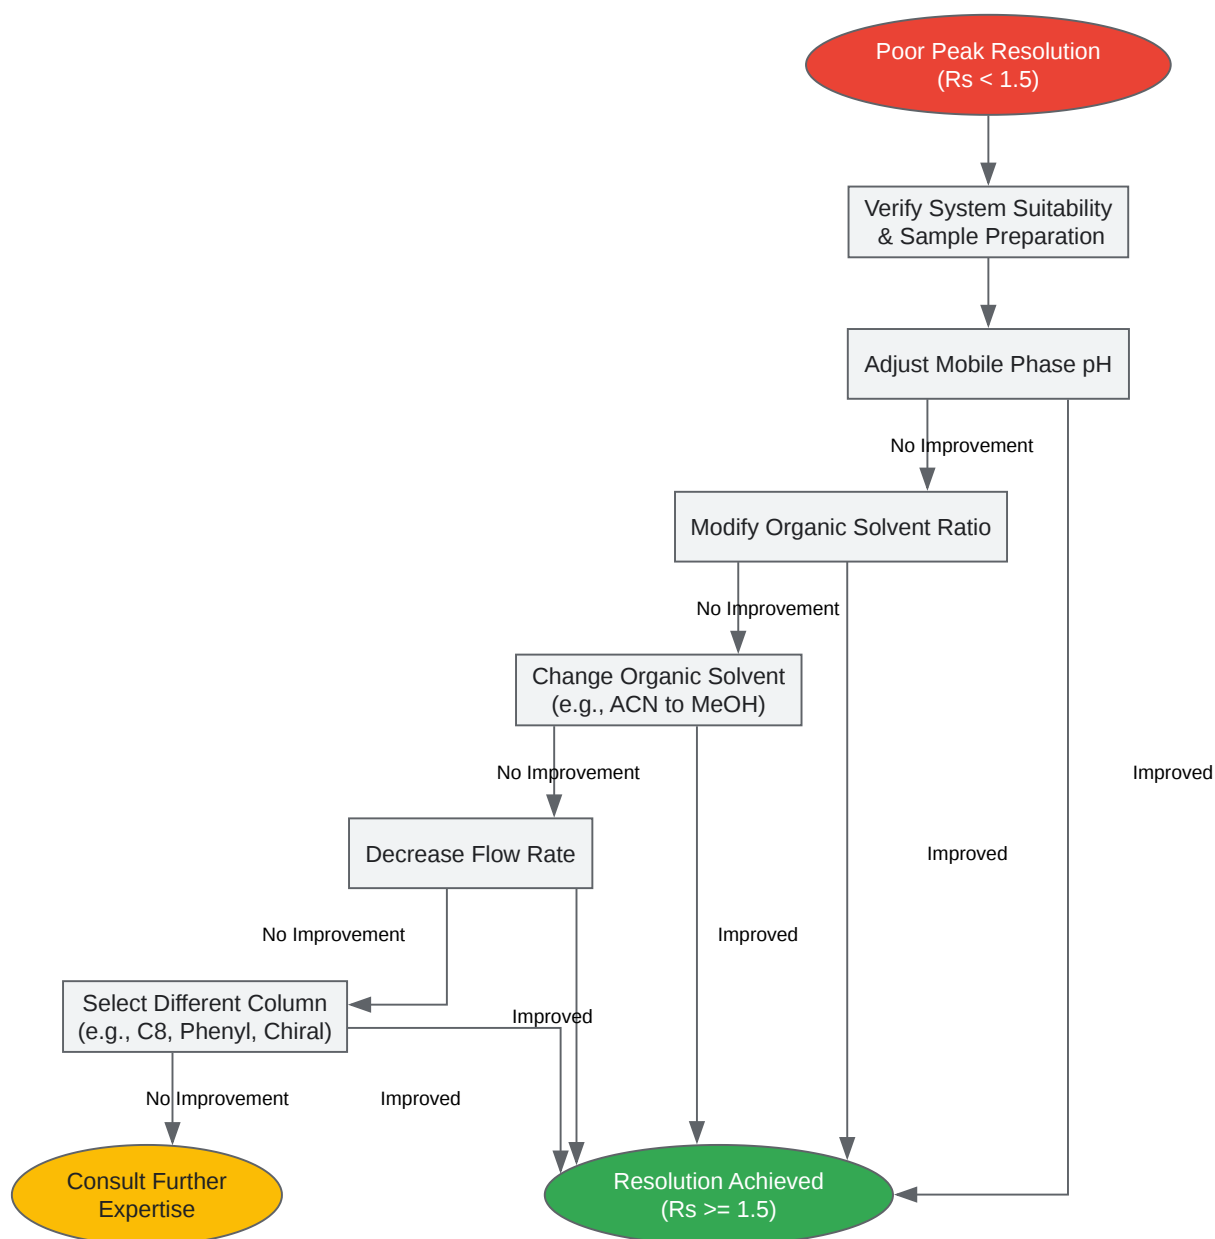 Poor Peak Resolution
(Rs < 1.5)
Verify System Suitability
& Sample Preparation
Adjust Mobile Phase pH
No Improvement
Modify Organic Solvent Ratio
No Improvement
Change Organic Solvent
(e.g., ACN to MeOH)
No Improvement
Improved
Decrease Flow Rate
Improved
No Improvement
Improved
Select Different Column
(e.g., C8, Phenyl, Chiral)
Improved
No Improvement
Improved
Consult Further
Expertise
Resolution Achieved
(Rs >= 1.5)